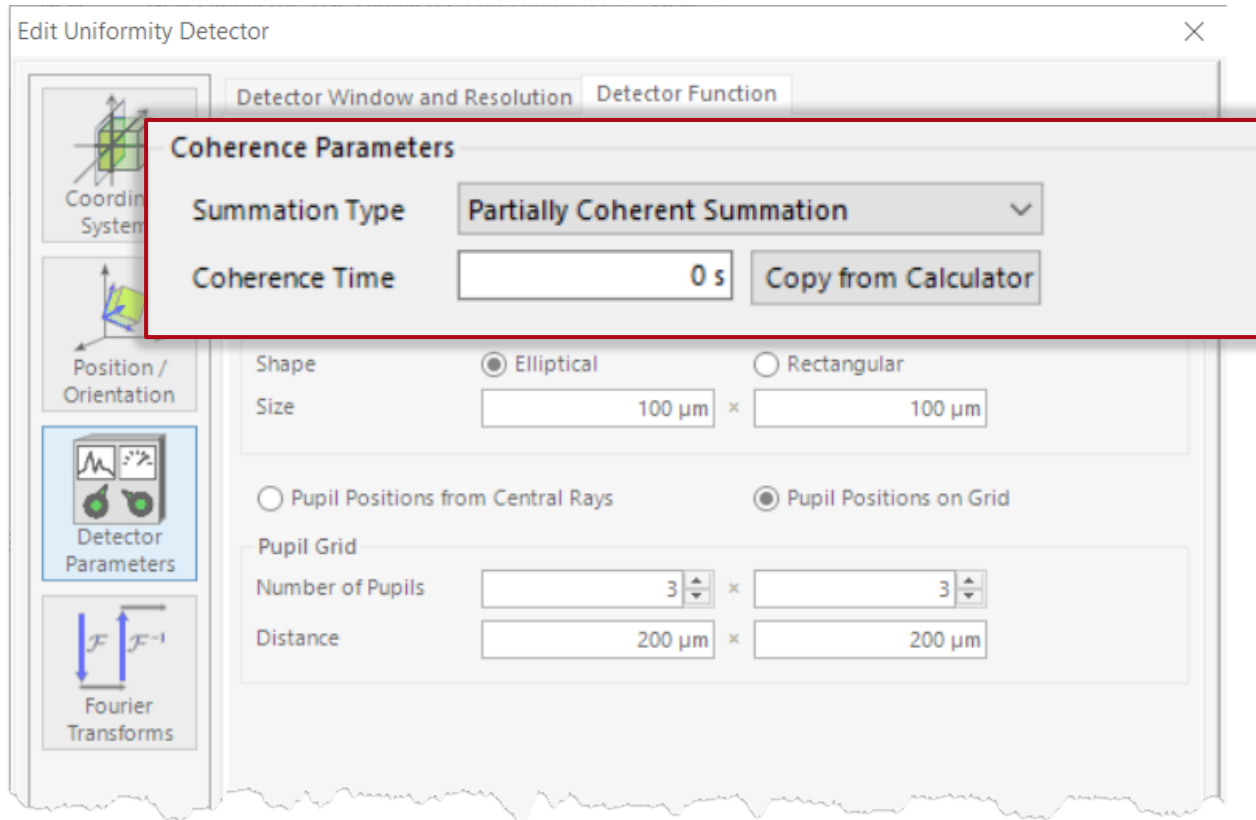 Edit Uniformity Detector
Detector Window and Resolution
Detector Function
Coherence Parameters
Summation Type
Partially Coherent Summation
Coherence Time
0 s
Copy from Calculator
Position /
Orientation
Shape
Elliptical
Rectangular
Size
100 µm × 100 µm
Pupil Positions from Central Rays
Pupil Positions on Grid
Detector
Parameters
Pupil Grid
Number of Pupils
3 × 3
Distance
200 µm × 200 µm
ℱ ℱ⁻¹
Fourier
Transforms